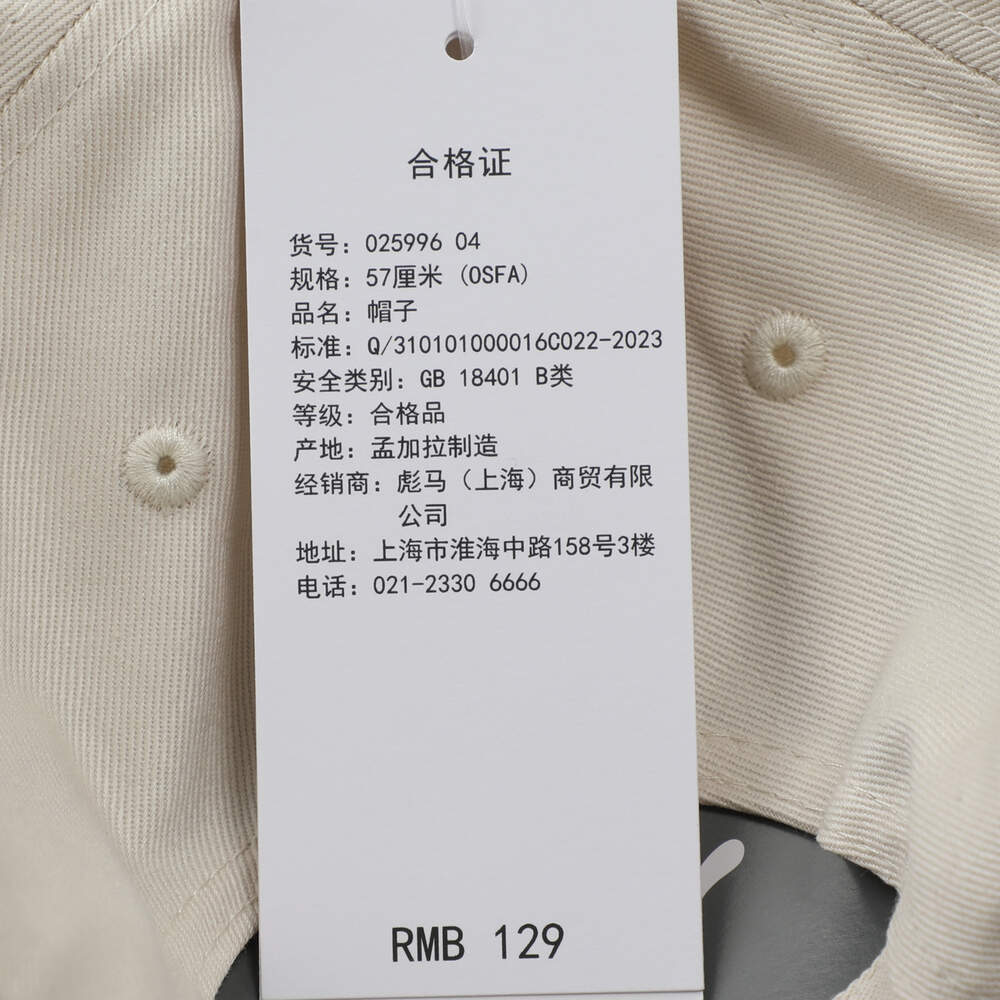 合格证
货号: 025996 04
规格: 57厘米 (OSFA)
品名: 帽子
标准: Q/310101000016C022-2023
安全类别: GB 18401 B类
等级: 合格品
产地: 孟加拉制造
经销商: 彪马（上海）商贸有限
公司
地址: 上海市淮海中路158号3楼
电话: 021-2330 6666
RMB 129